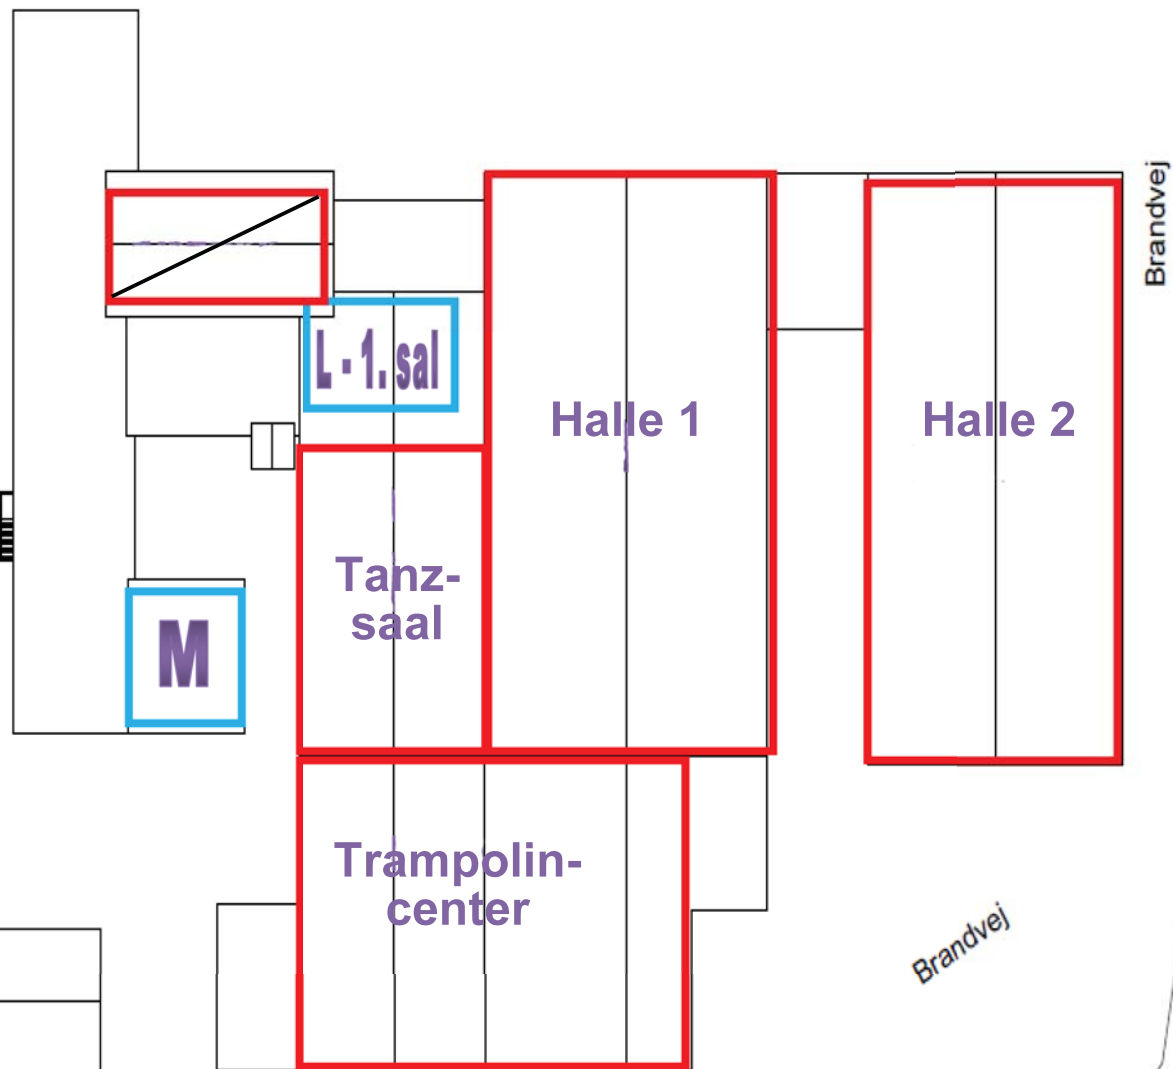 Brandvej
L - 1. sal
Halle 1
Halle 2
Tanz-
saal
M
Trampolin-
center
Brandvej